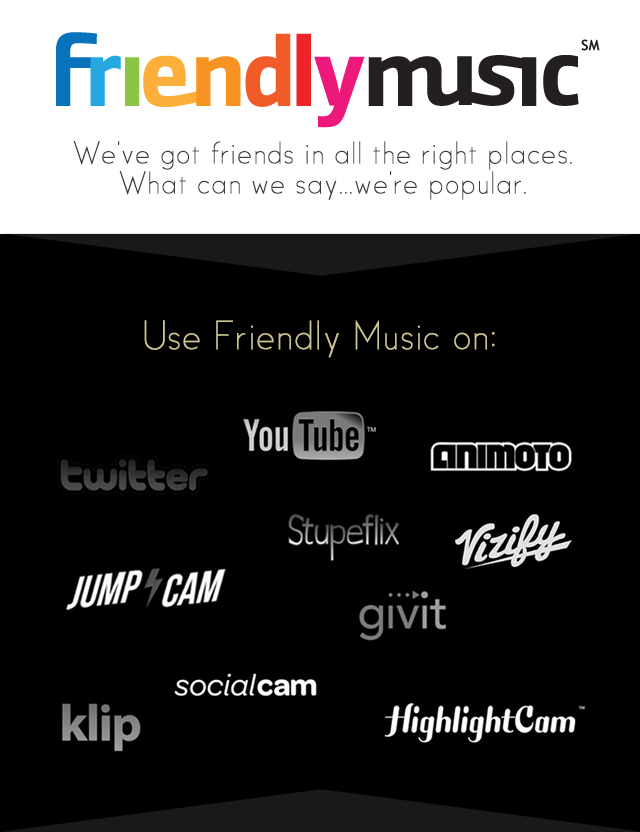 friendlymusic SM
We've got friends in all the right places.
What can we say...we're popular.
Use Friendly Music on:
YouTube™
ANIMOTO
twitter
Stupeflix
Vizify
JUMP CAM
givit
socialcam
klip
HighlightCam™